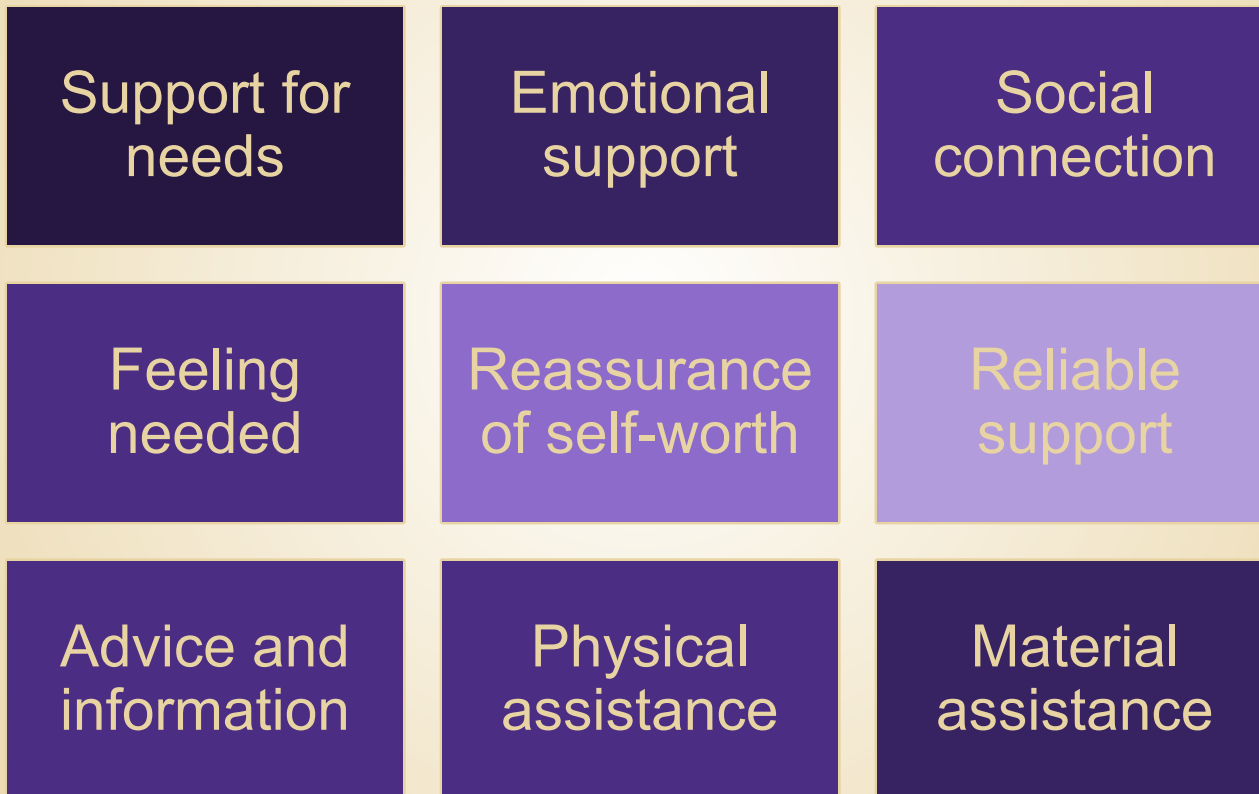 Support for
needs
Emotional
support
Social
connection
Feeling
needed
Reassurance
of self-worth
Reliable
support
Advice and
information
Physical
assistance
Material
assistance